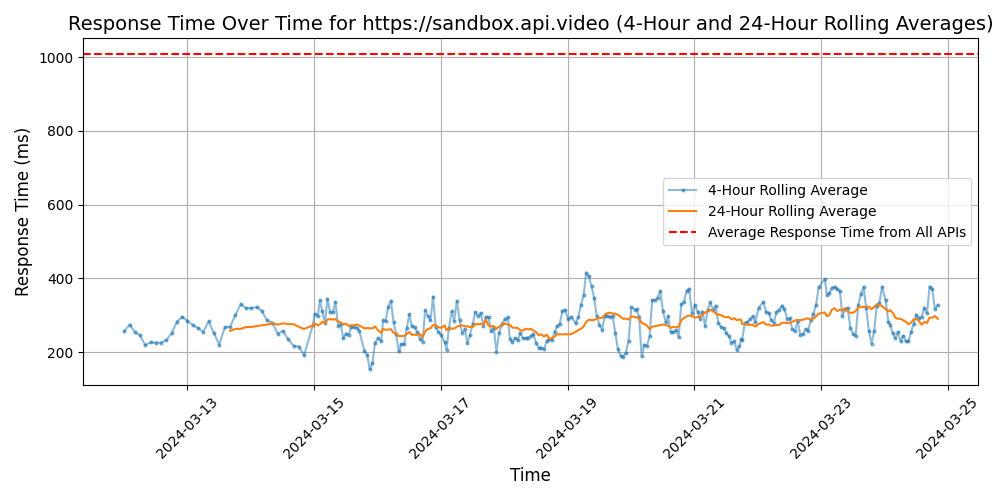 Response Time Over Time for https://sandbox.api.video (4-Hour and 24-Hour Rolling Averages)
Response Time (ms)
1000
800
600
400
200
4-Hour Rolling Average
24-Hour Rolling Average
Average Response Time from All APIs
2024-03-13
2024-03-15
2024-03-17
2024-03-19
2024-03-21
2024-03-23
2024-03-25
Time